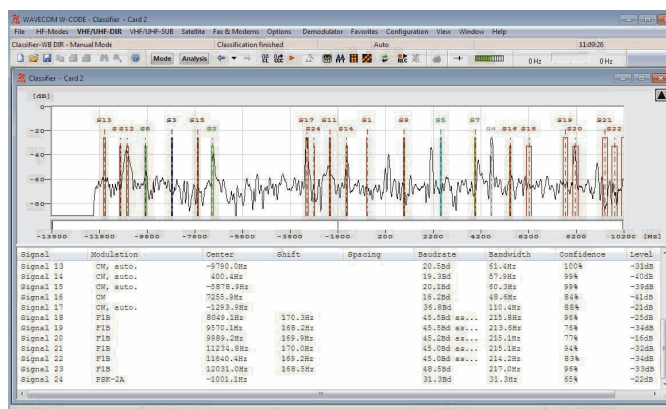 WAVECOM W-CODE - Classifier - Card 2
File HF-Modes VHF/UHF-DIR VHF/UHF-SUB Satellite Fax & Modems Options Demodulator Favorites Configuration View Window Help
Classifier-WB DIR - Manual Mode Classification finished Auto 11:09:26
Mode Analysis 0 Hz 0 Hz
Classifier - Card 2
[dB]
0
S13 S3 S15 S17 S11 S1 S9 S5 S7 S19 S21
-20
S12 S8 S2 S24 S14 S6 S16 S18 S20 S22
-40
-60
-80
-13800 -11800 -9800 -7800 -5800 -3800 -1800 200 2200 4200 6200 8200 10200 [Hz]
Signal Modulation Center Shift Spacing Baudrate Bandwidth Confidence Level
Signal 13 CW, auto. -9790.0Hz 20.5Bd 61.4Hz 100% -31dB
Signal 14 CW, auto. 400.4Hz 19.3Bd 57.9Hz 99% -40dB
Signal 15 CW, auto. -5878.9Hz 20.1Bd 60.3Hz 99% -39dB
Signal 16 CW 7255.9Hz 16.2Bd 48.6Hz 84% -41dB
Signal 17 CW, auto. -1293.9Hz 36.8Bd 110.4Hz 88% -21dB
Signal 18 F1B 8049.1Hz 170.3Hz 45.5Bd as... 215.8Hz 96% -25dB
Signal 19 F1B 9570.1Hz 168.2Hz 45.5Bd as... 213.6Hz 76% -34dB
Signal 20 F1B 9989.2Hz 169.9Hz 45.2Bd as... 215.1Hz 77% -16dB
Signal 21 F1B 11234.8Hz 170.0Hz 45.0Bd as... 215.1Hz 94% -32dB
Signal 22 F1B 11640.4Hz 169.2Hz 45.0Bd as... 214.2Hz 83% -34dB
Signal 23 F1B 12031.0Hz 168.5Hz 48.5Bd 217.0Hz 96% -33dB
Signal 24 PSK-2A -1001.1Hz 31.3Bd 31.3Hz 65% -22dB